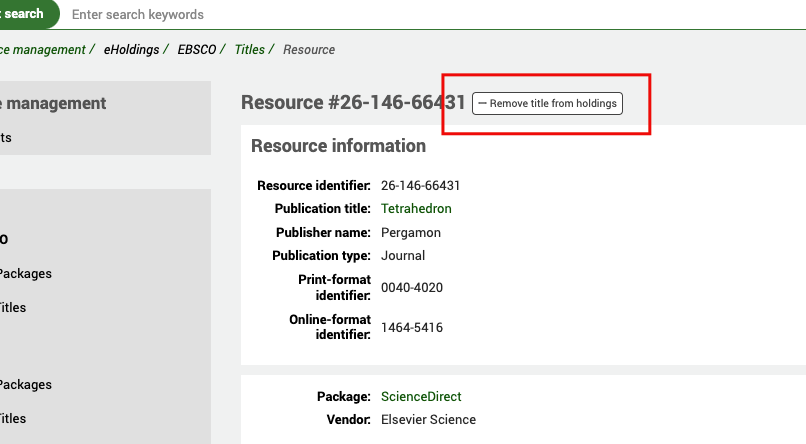 search Enter search keywords
management / eHoldings / EBSCO / Titles / Resource
management
Resource #26-146-66431 — Remove title from holdings
Resource information
Resource identifier: 26-146-66431
Publication title: Tetrahedron
Publisher name: Pergamon
Publication type: Journal
Print-format
identifier: 0040-4020
Online-format
identifier: 1464-5416
Packages
Titles
Packages
Titles
Package: ScienceDirect
Vendor: Elsevier Science